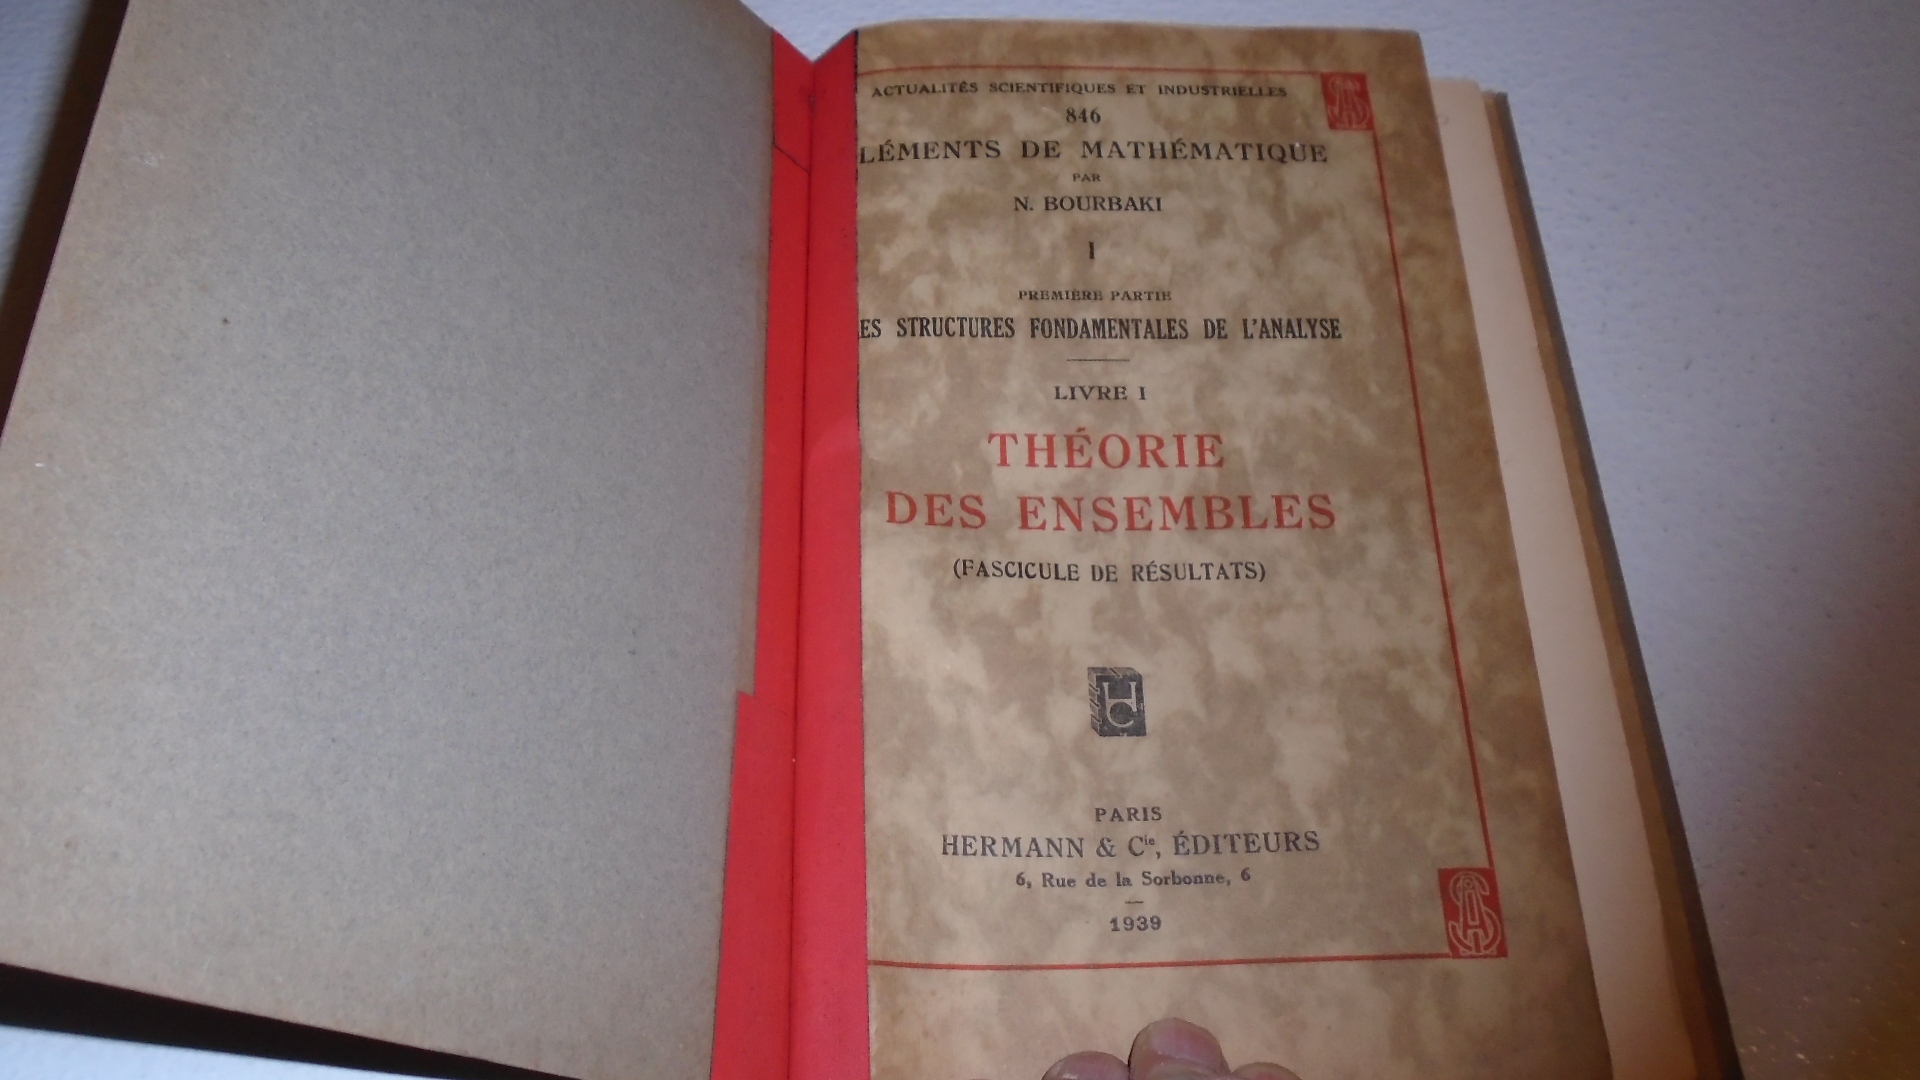 ACTUALITÉS SCIENTIFIQUES ET INDUSTRIELLES
846
LÉMENTS DE MATHÉMATIQUE
PAR
N. BOURBAKI
I
PREMIÈRE PARTIE
ES STRUCTURES FONDAMENTALES DE L'ANALYSE
LIVRE I
THÉORIE
DES ENSEMBLES
(FASCICULE DE RÉSULTATS)
HC
PARIS
HERMANN & Cie, ÉDITEURS
6, Rue de la Sorbonne, 6
1939